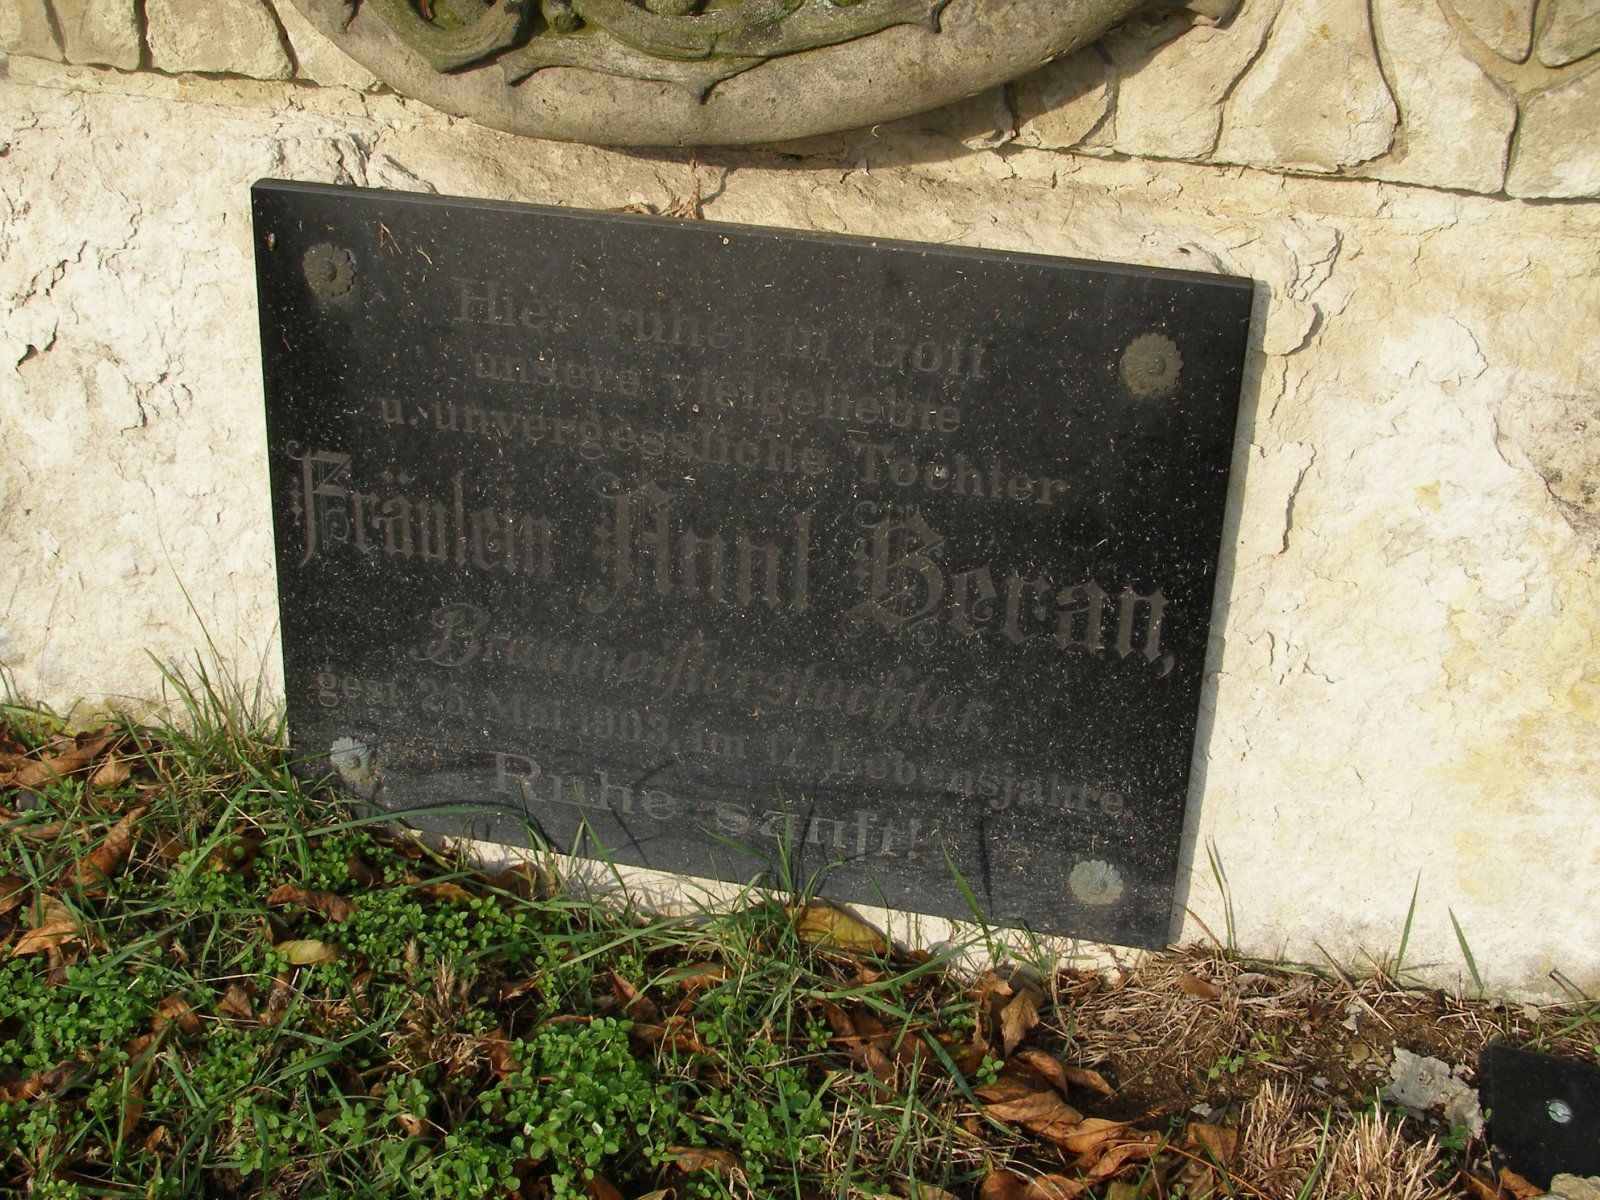 Hier ruhet in Gott
unsere vielgeliebte
u. unvergessliche Tochter
Fräulein Anni Beran,
Braumeisterstochter,
gest. 25. Mai 1903, im 17. Lebensjahre.
Ruhe sanft!